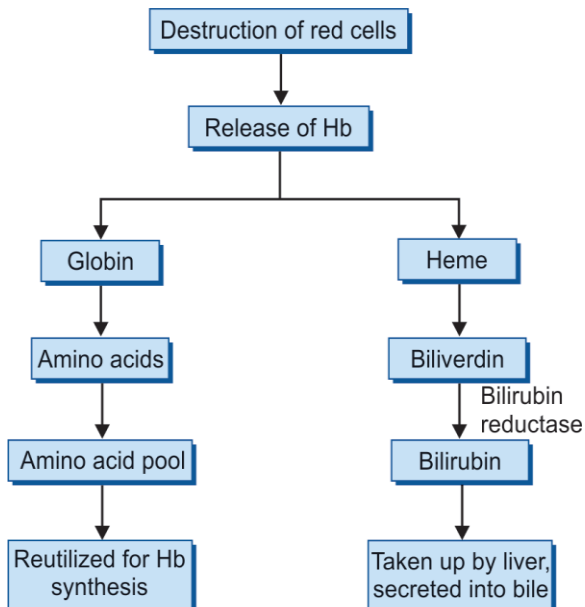 Destruction of red cells
Release of Hb
Globin
Heme
Amino acids
Biliverdin
Bilirubin
reductase
Amino acid pool
Bilirubin
Reutilized for Hb
synthesis
Taken up by liver,
secreted into bile